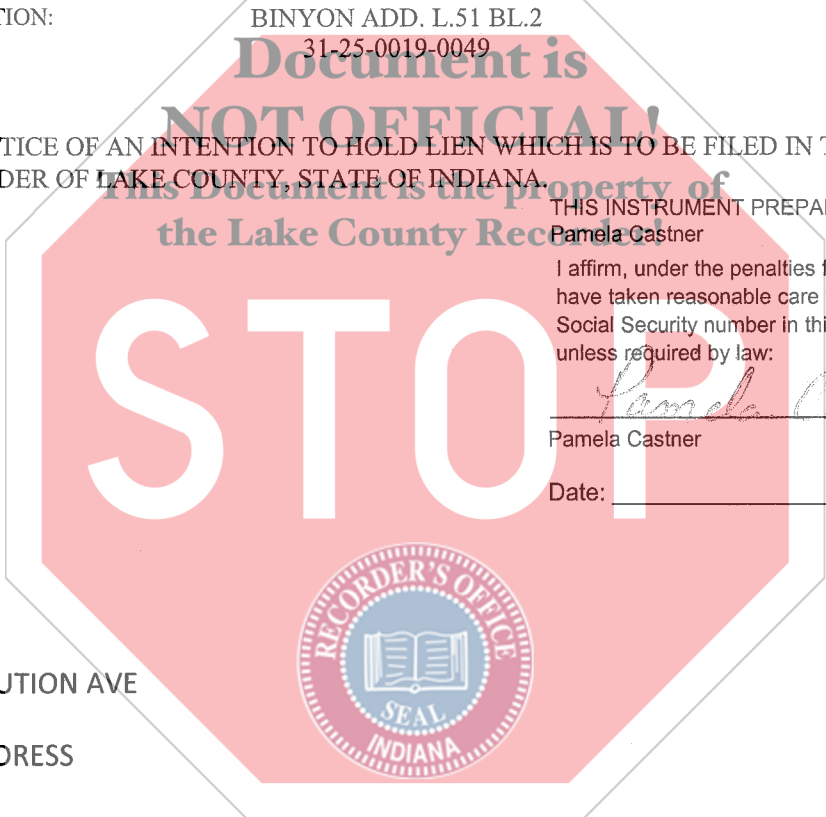 TION:
BINYON ADD. L.51 BL.2
31-25-0019-0049
Document is
NOT OFFICIAL!
TICE OF AN INTENTION TO HOLD LIEN WHICH IS TO BE FILED IN T
DER OF LAKE COUNTY, STATE OF INDIANA.
This Document is the property of
the Lake County Recorder!
THIS INSTRUMENT PREPA
Pamela Castner
I affirm, under the penalties f
have taken reasonable care
Social Security number in thi
unless required by law:
Pamela C
Pamela Castner
Date:
STOP
RECORDER'S OFFICE
SEAL
INDIANA
UTION AVE
DRESS